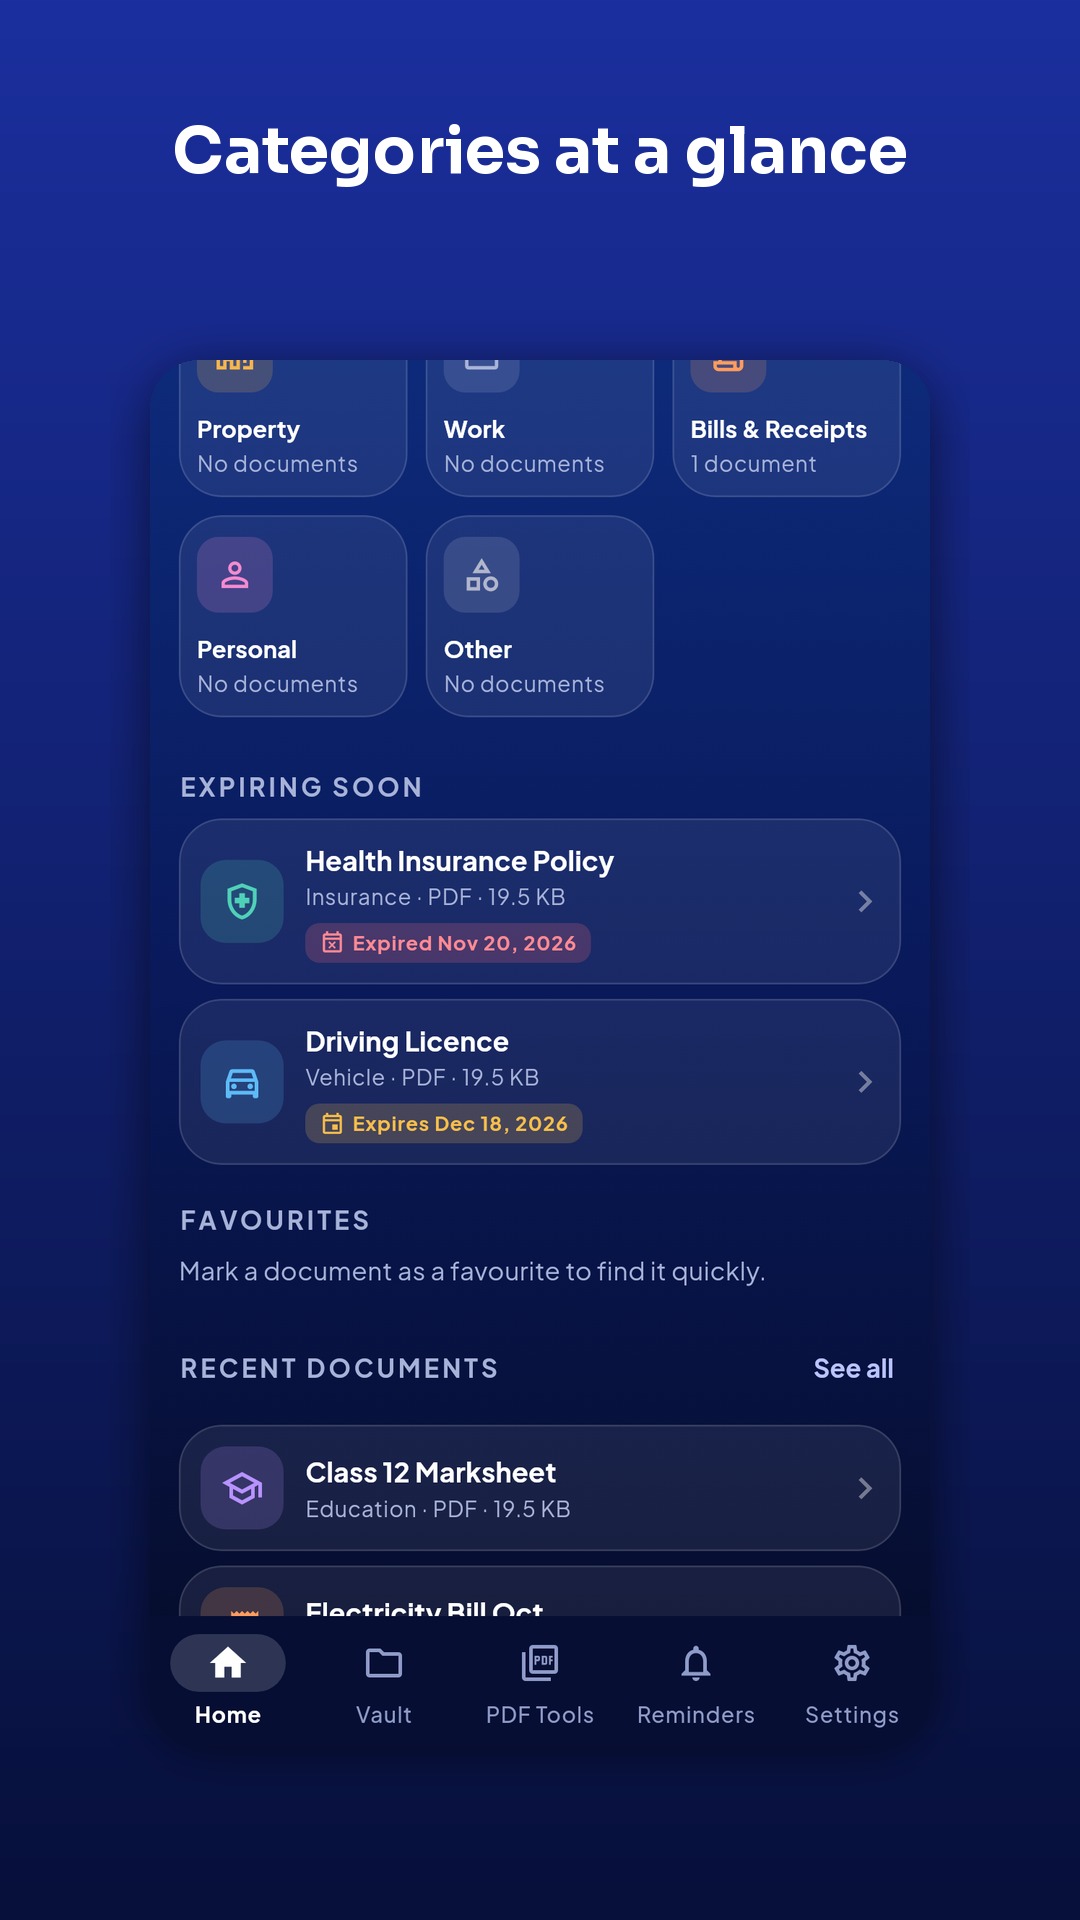 Categories at a glance
Property
No documents
Work
No documents
Bills & Receipts
1 document
Personal
No documents
Other
No documents
EXPIRING SOON
Health Insurance Policy
Insurance · PDF · 19.5 KB
Expired Nov 20, 2026
Driving Licence
Vehicle · PDF · 19.5 KB
Expires Dec 18, 2026
FAVOURITES
Mark a document as a favourite to find it quickly.
RECENT DOCUMENTS
See all
Class 12 Marksheet
Education · PDF · 19.5 KB
Electricity Bill Oct
PDF
Home
Vault
PDF Tools
Reminders
Settings